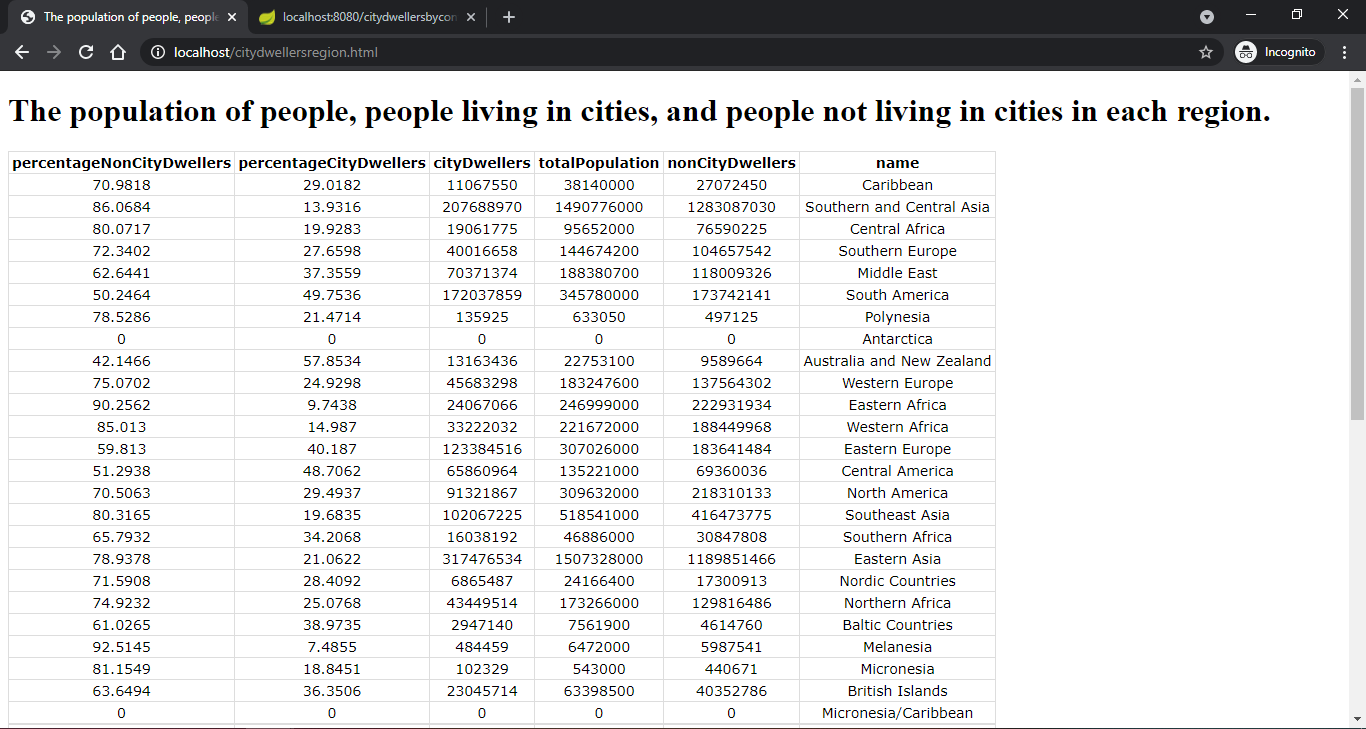 The population of people, people
localhost:8080/citydwellersbycon
localhost/citydwellersregion.html
Incognito
The population of people, people living in cities, and people not living in cities in each region.
percentageNonCityDwellers percentageCityDwellers cityDwellers totalPopulation nonCityDwellers name
70.9818 29.0182 11067550 38140000 27072450 Caribbean
86.0684 13.9316 207688970 1490776000 1283087030 Southern and Central Asia
80.0717 19.9283 19061775 95652000 76590225 Central Africa
72.3402 27.6598 40016658 144674200 104657542 Southern Europe
62.6441 37.3559 70371374 188380700 118009326 Middle East
50.2464 49.7536 172037859 345780000 173742141 South America
78.5286 21.4714 135925 633050 497125 Polynesia
0 0 0 0 0 Antarctica
42.1466 57.8534 13163436 22753100 9589664 Australia and New Zealand
75.0702 24.9298 45683298 183247600 137564302 Western Europe
90.2562 9.7438 24067066 246999000 222931934 Eastern Africa
85.013 14.987 33222032 221672000 188449968 Western Africa
59.813 40.187 123384516 307026000 183641484 Eastern Europe
51.2938 48.7062 65860964 135221000 69360036 Central America
70.5063 29.4937 91321867 309632000 218310133 North America
80.3165 19.6835 102067225 518541000 416473775 Southeast Asia
65.7932 34.2068 16038192 46886000 30847808 Southern Africa
78.9378 21.0622 317476534 1507328000 1189851466 Eastern Asia
71.5908 28.4092 6865487 24166400 17300913 Nordic Countries
74.9232 25.0768 43449514 173266000 129816486 Northern Africa
61.0265 38.9735 2947140 7561900 4614760 Baltic Countries
92.5145 7.4855 484459 6472000 5987541 Melanesia
81.1549 18.8451 102329 543000 440671 Micronesia
63.6494 36.3506 23045714 63398500 40352786 British Islands
0 0 0 0 0 Micronesia/Caribbean